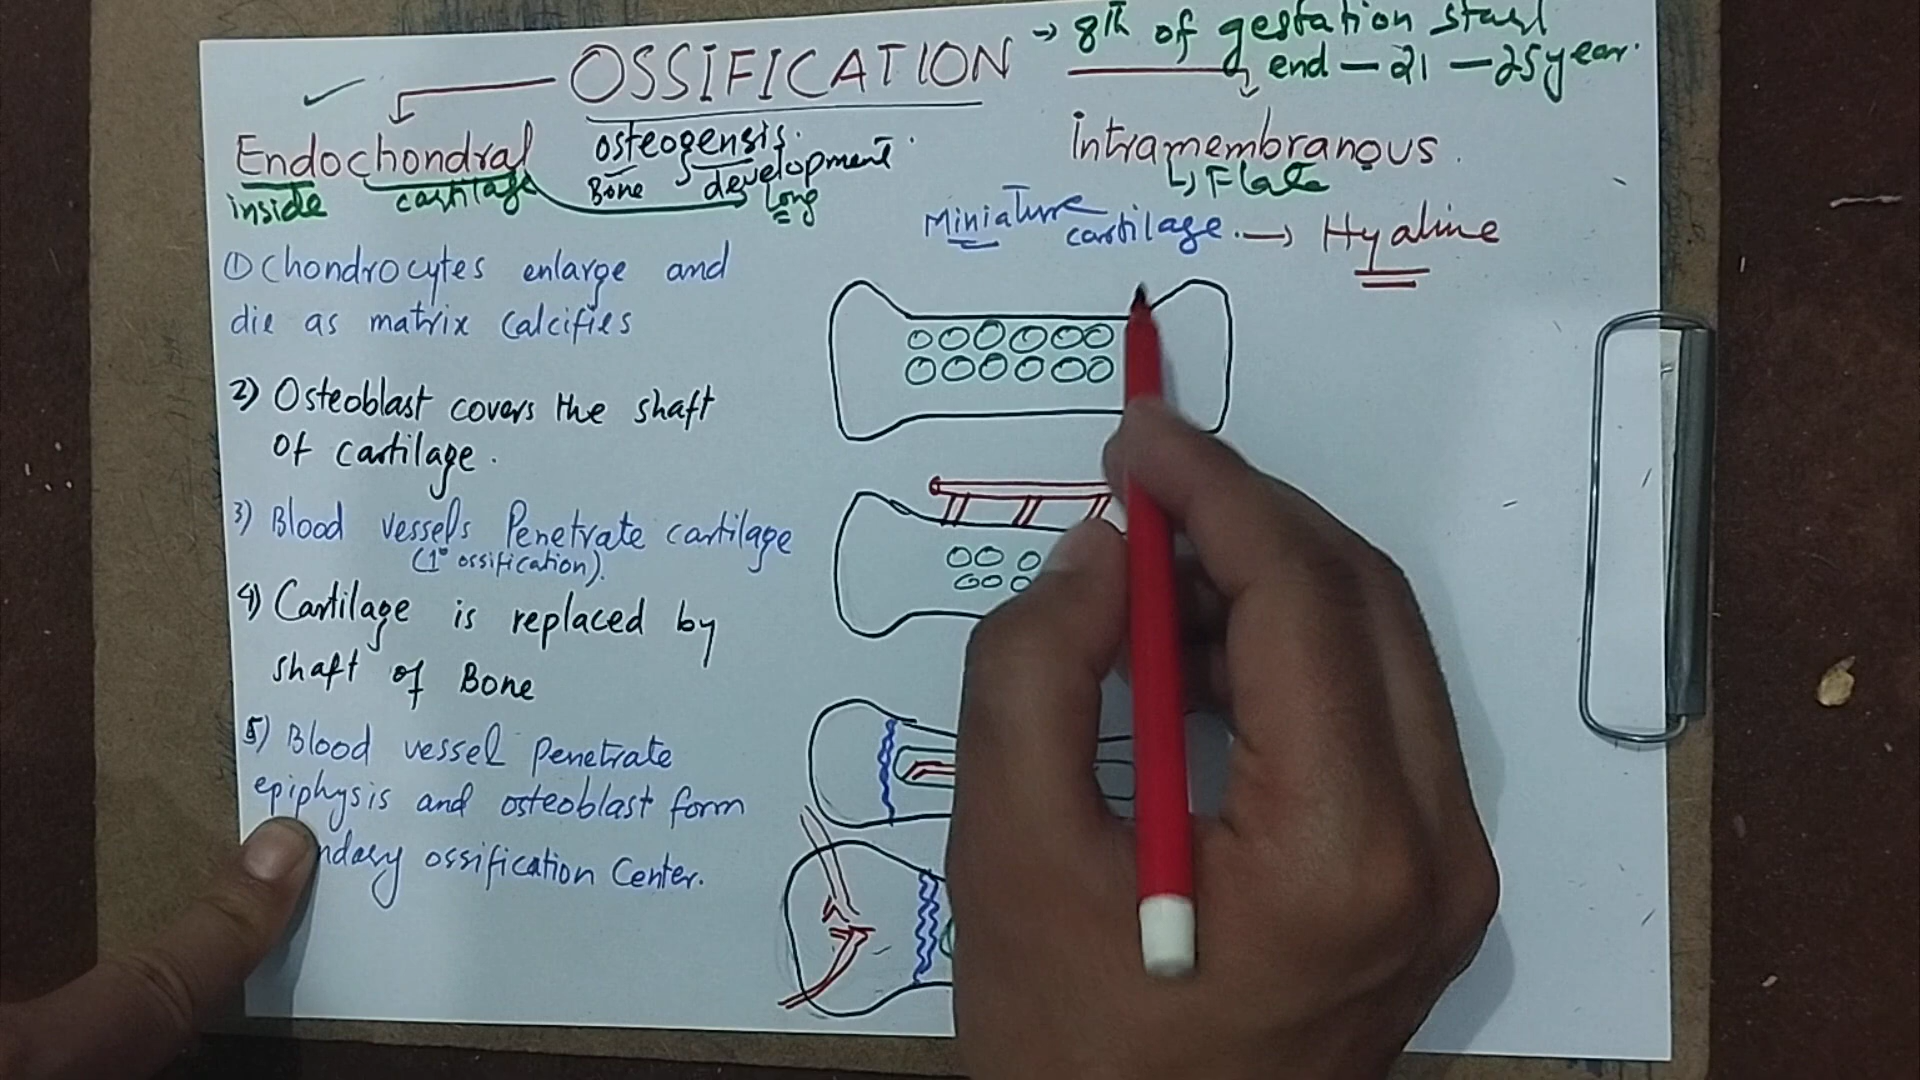 OSSIFICATION → 8th of gestation start
end — 21 — 25 year.
Endochondral
inside cartilage
osteogensis.
Bone development
long
Intramembranous.
↳ Flate
Miniature
cartilage. → Hyaline
① Chondrocytes enlarge and
die as matrix calcifies
2) Osteoblast covers the shaft
of cartilage.
3) Blood vessels Penetrate cartilage
(1° ossification).
4) Cartilage is replaced by
shaft of Bone
5) Blood vessel penetrate
epiphysis and osteoblast form
ossification Center.